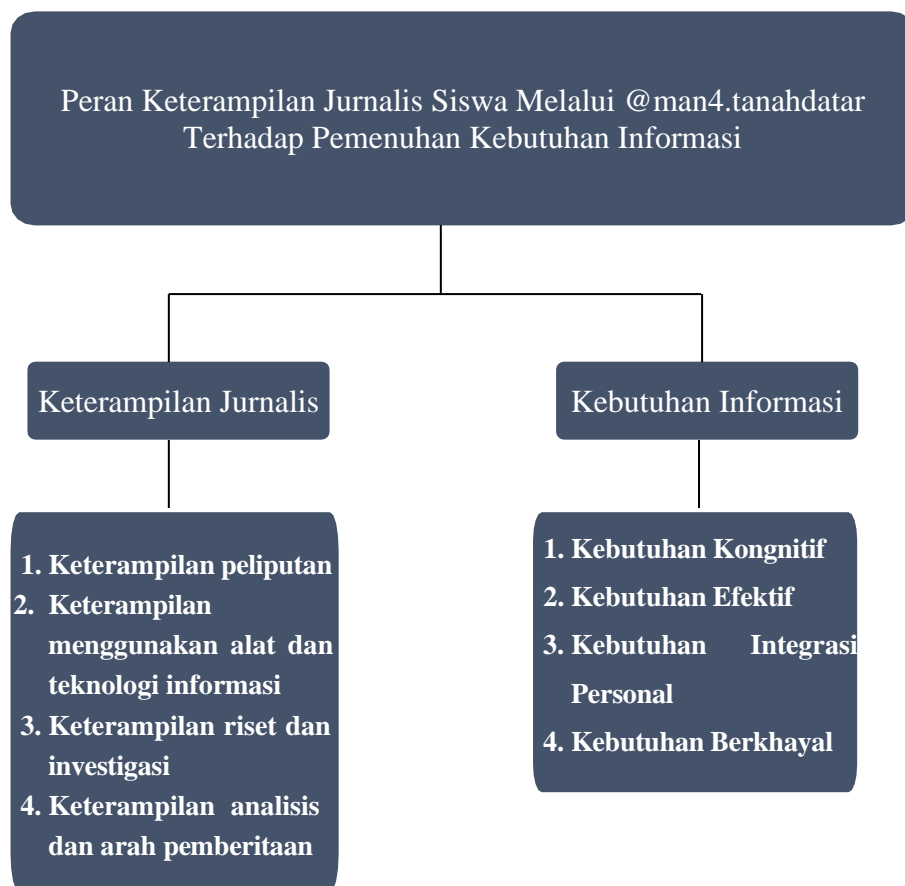 Peran Keterampilan Jurnalis Siswa Melalui @man4.tanahdatar
Terhadap Pemenuhan Kebutuhan Informasi
Keterampilan Jurnalis
Kebutuhan Informasi
1. Keterampilan peliputan
2. Keterampilan
menggunakan alat dan
teknologi informasi
3. Keterampilan riset dan
investigasi
4. Keterampilan analisis
dan arah pemberitaan
1. Kebutuhan Kongnitif
2. Kebutuhan Efektif
3. Kebutuhan Integrasi
Personal
4. Kebutuhan Berkhayal